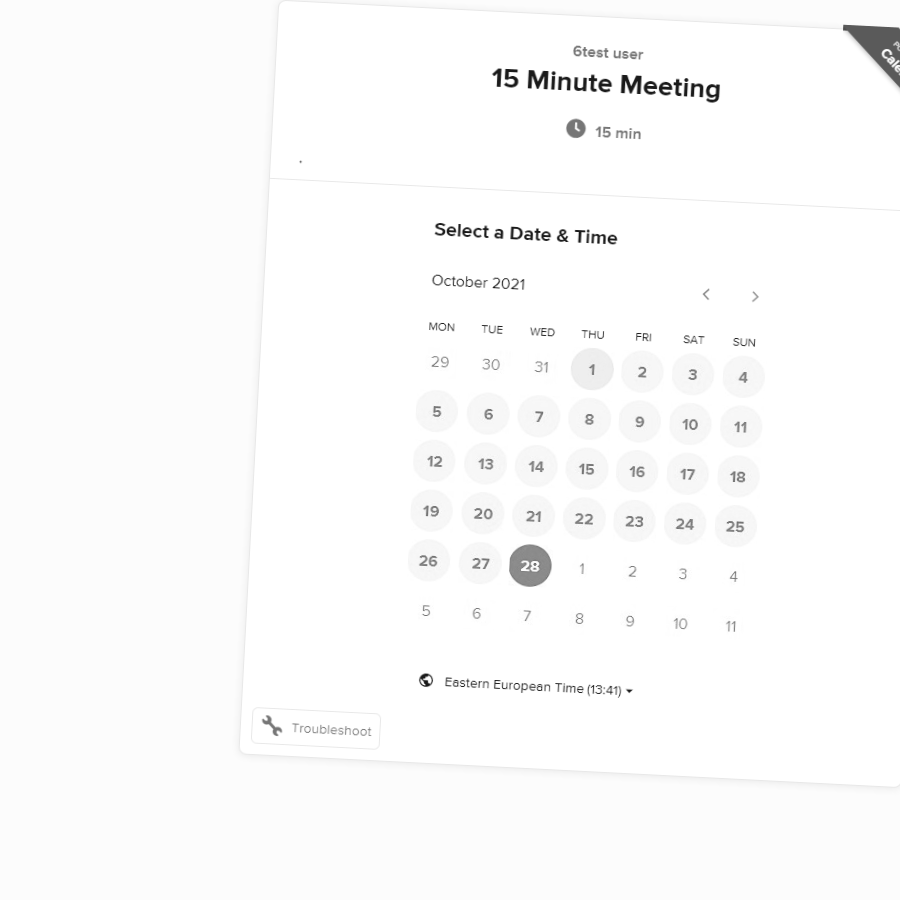 6test user
15 Minute Meeting
15 min
.
Select a Date & Time
October 2021
MON TUE WED THU FRI SAT SUN
29 30 31 1 2 3 4
5 6 7 8 9 10 11
12 13 14 15 16 17 18
19 20 21 22 23 24 25
26 27 28 1 2 3 4
5 6 7 8 9 10 11
Eastern European Time (13:41)
Troubleshoot